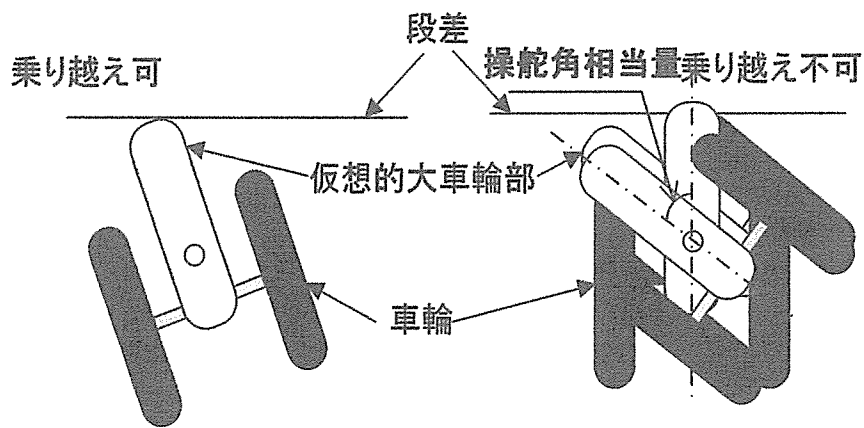 段差
乗り越え可
操舵角相当量
乗り越え不可
仮想的大車輪部
車輪